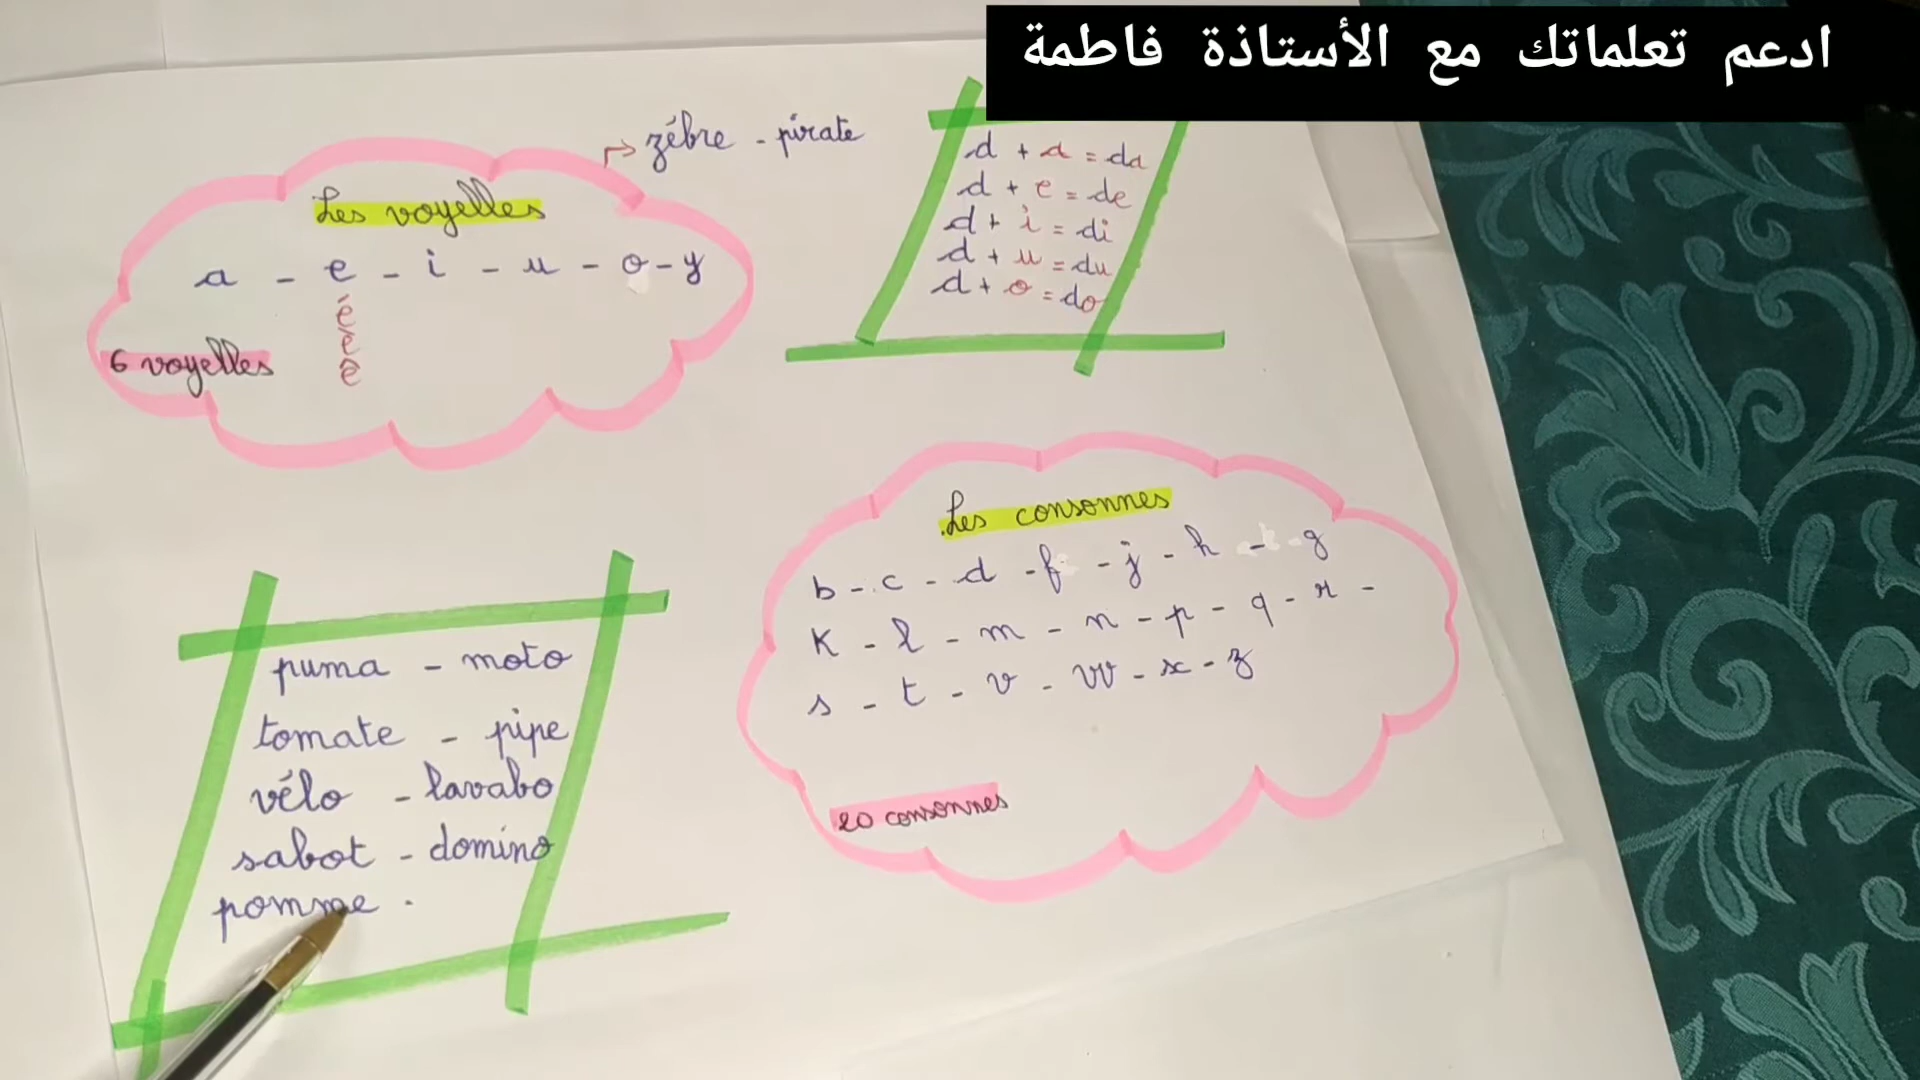 ادعم تعلماتك مع الأستاذة فاطمة
zébre - pirate
Les voyelles
a - e - i - u - o - y
é
è
ê
6 voyelles
d + a = da
d + e = de
d + i = di
d + u = du
d + o = do
Les consonnes
b - c - d - f - j - h - g
K - l - m - n - p - q - r -
s - t - v - w - x - z
20 consonnes
puma - moto
tomate - pipe
vélo - lavabo
sabot - domino
pomme .